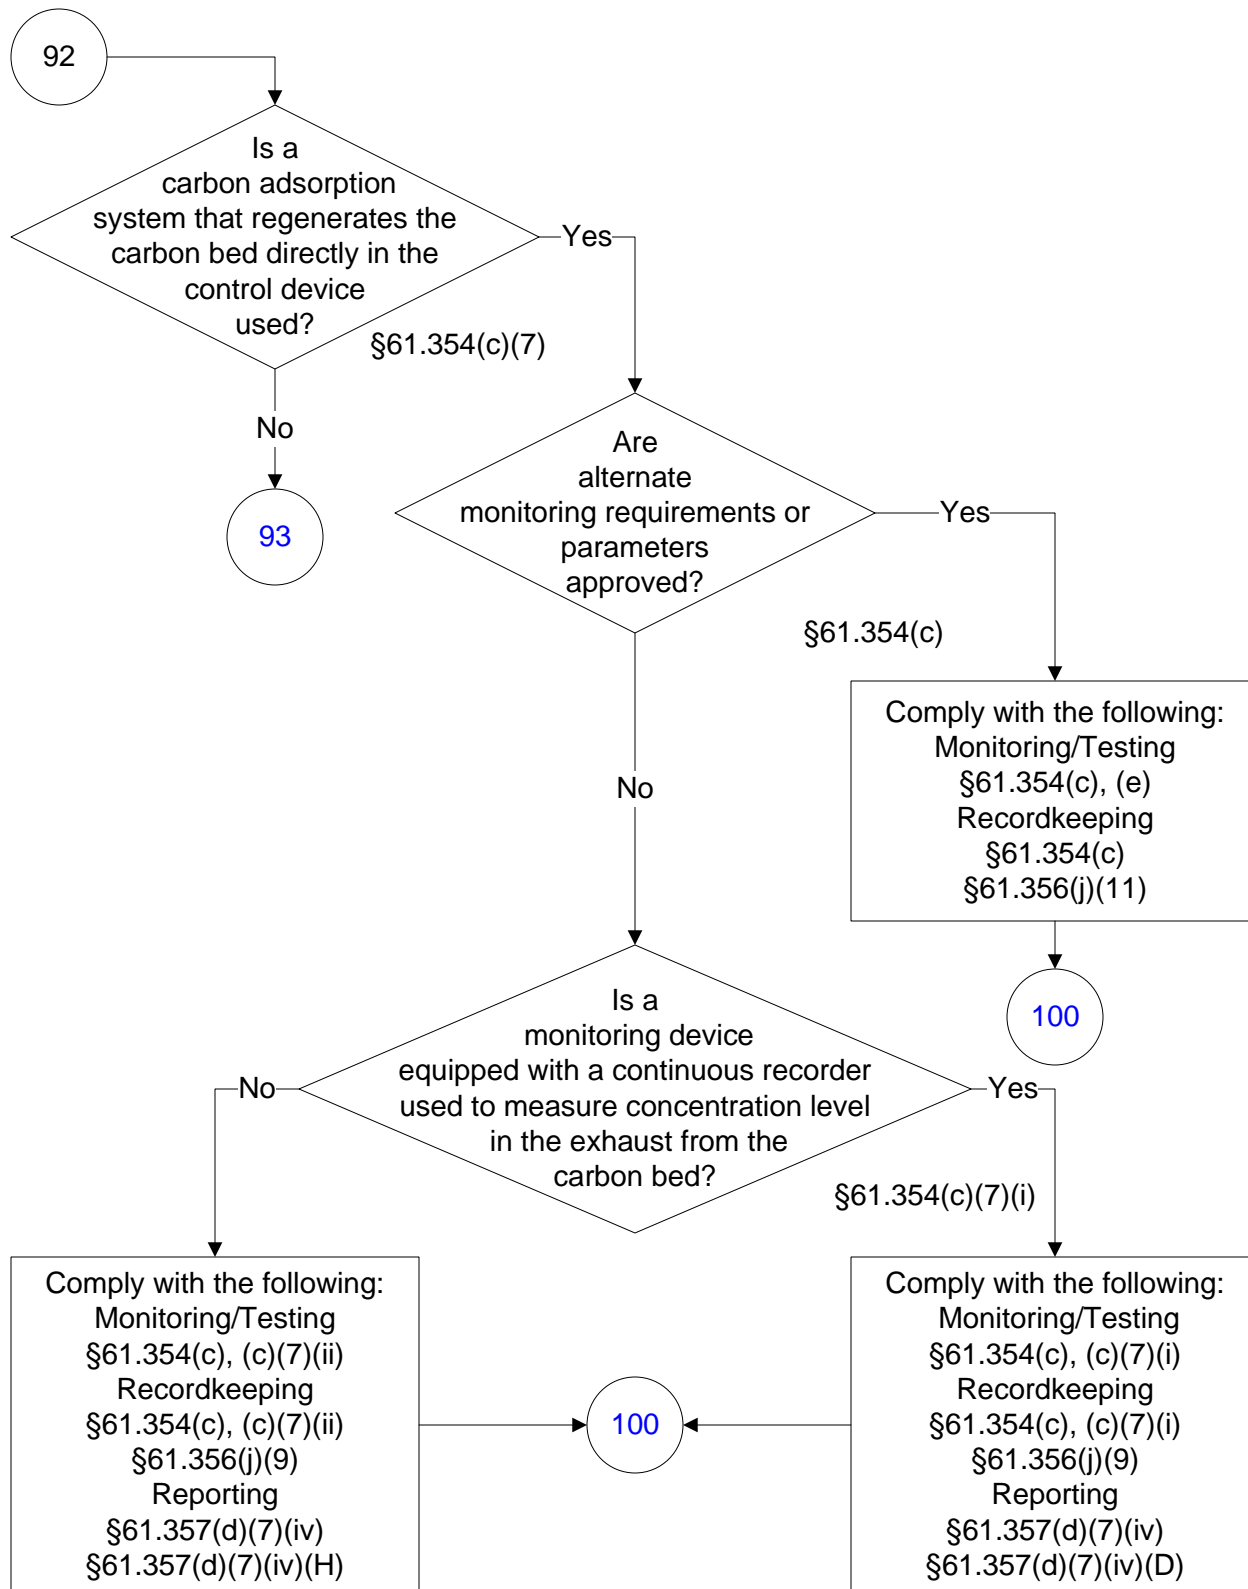 92
Is a
carbon adsorption
system that regenerates the
carbon bed directly in the
control device
used?
Yes
§61.354(c)(7)
No
93
Are
alternate
monitoring requirements or
parameters
approved?
Yes
§61.354(c)
No
Comply with the following:
Monitoring/Testing
§61.354(c), (e)
Recordkeeping
§61.354(c)
§61.356(j)(11)
100
Is a
monitoring device
equipped with a continuous recorder
used to measure concentration level
in the exhaust from the
carbon bed?
No
Yes
§61.354(c)(7)(i)
Comply with the following:
Monitoring/Testing
§61.354(c), (c)(7)(ii)
Recordkeeping
§61.354(c), (c)(7)(ii)
§61.356(j)(9)
Reporting
§61.357(d)(7)(iv)
§61.357(d)(7)(iv)(H)
100
Comply with the following:
Monitoring/Testing
§61.354(c), (c)(7)(i)
Recordkeeping
§61.354(c), (c)(7)(i)
§61.356(j)(9)
Reporting
§61.357(d)(7)(iv)
§61.357(d)(7)(iv)(D)